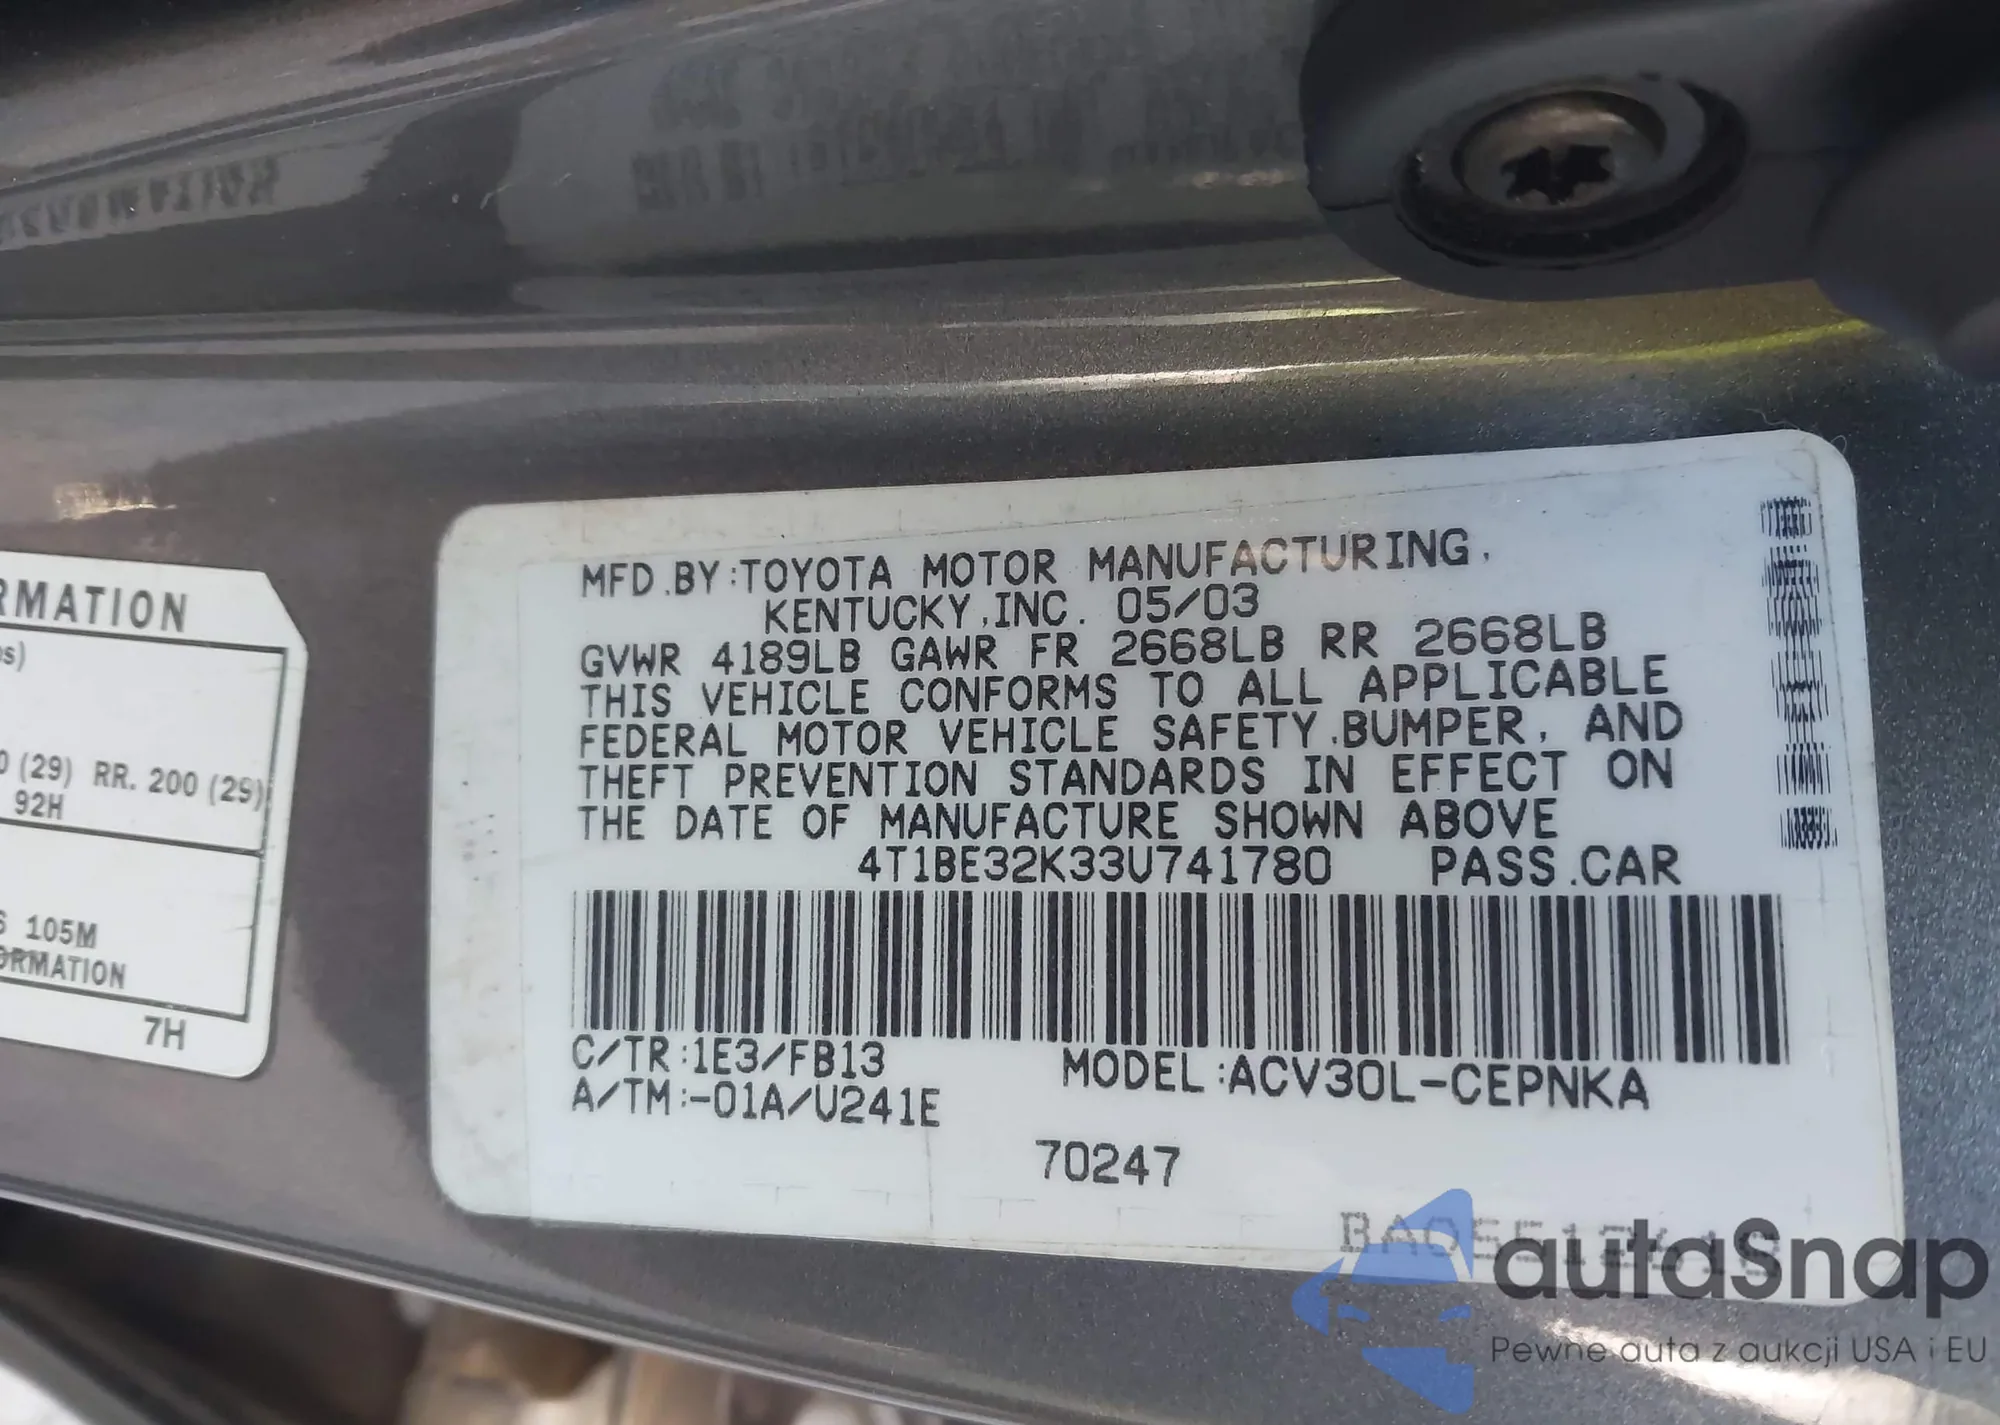 RMATION
0 (29) RR. 200 (29)
92H
105M
ORMATION
7H
MFD.BY:TOYOTA MOTOR MANUFACTURING,
KENTUCKY,INC. 05/03
GVWR 4189LB GAWR FR 2668LB RR 2668LB
THIS VEHICLE CONFORMS TO ALL APPLICABLE
FEDERAL MOTOR VEHICLE SAFETY,BUMPER, AND
THEFT PREVENTION STANDARDS IN EFFECT ON
THE DATE OF MANUFACTURE SHOWN ABOVE
4T1BE32K33U741780 PASS.CAR
C/TR:1E3/FB13 MODEL:ACV30L-CEPNKA
A/TM:-01A/U241E
70247
autaSnap
Pewne auta z aukcji USA i EU